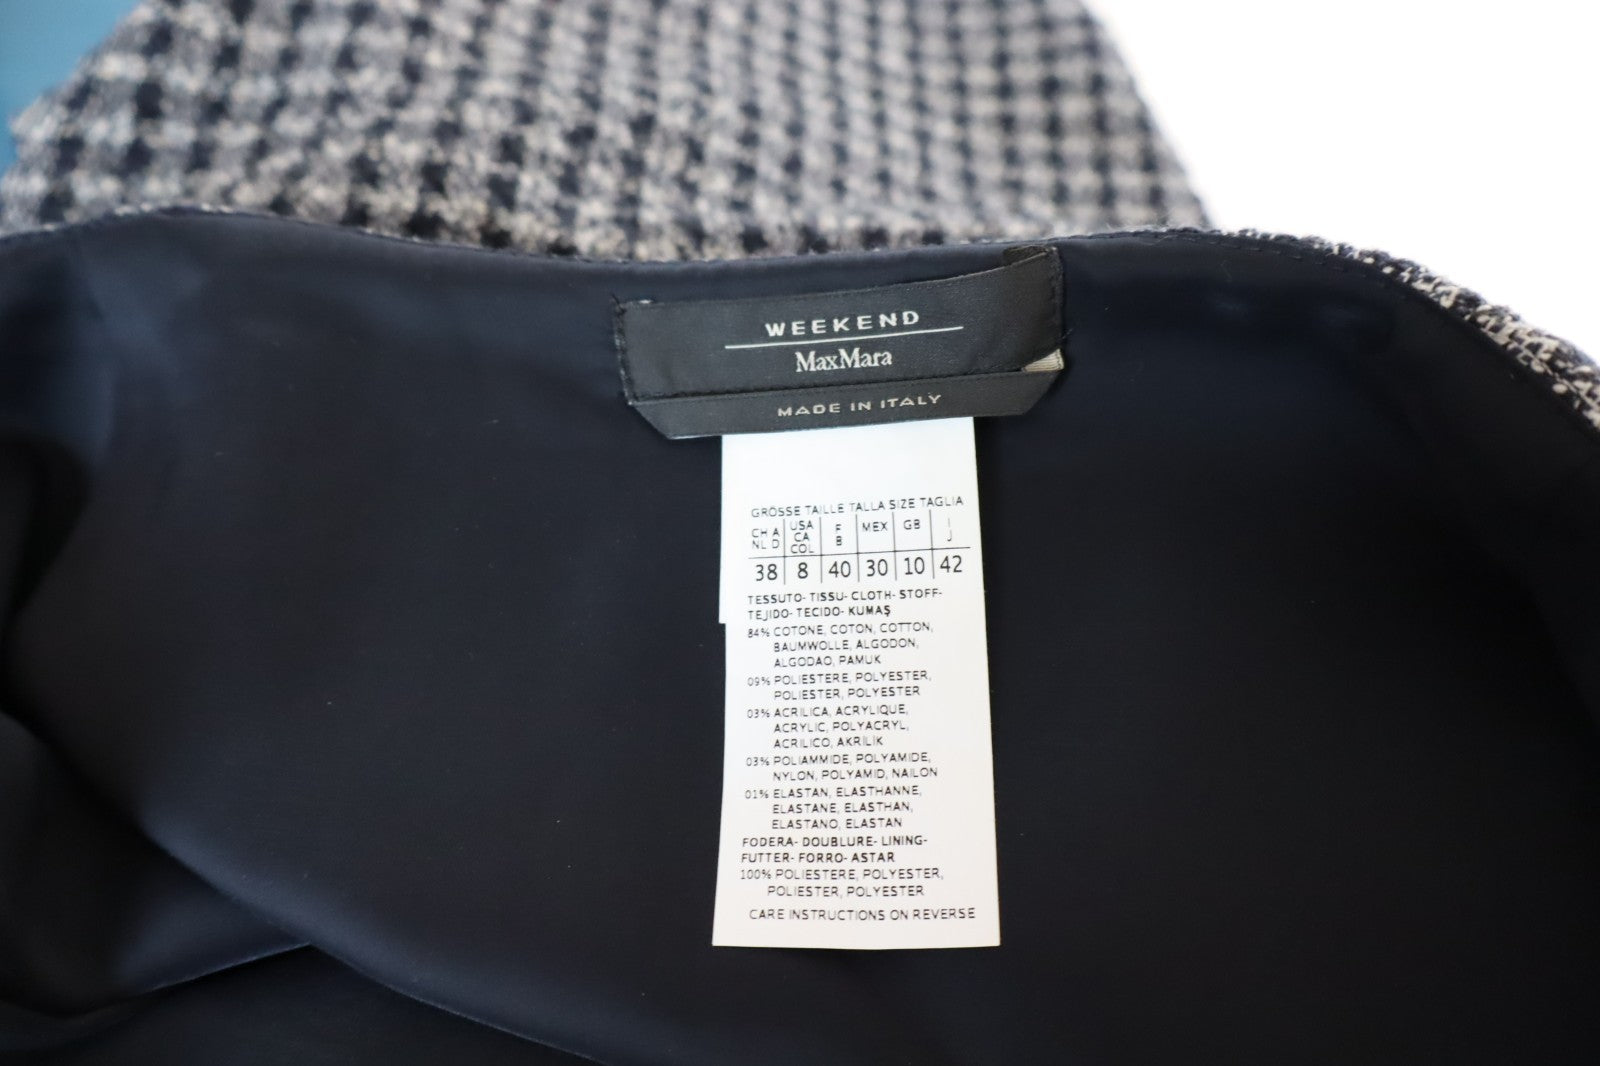 WEEKEND
MaxMara
MADE IN ITALY
GRÖSSE TAILLE TALLA SIZE TAGLIA
CH A USA F MEX GB I
NL D CA B J
COL
38 8 40 30 10 42
TESSUTO- TISSU- CLOTH- STOFF-
TEJIDO- TECIDO- KUMAŞ
84% COTONE, COTON, COTTON,
BAUMWOLLE, ALGODON,
ALGODAO, PAMUK
09% POLIESTERE, POLYESTER,
POLIESTER, POLYESTER
03% ACRILICA, ACRYLIQUE,
ACRYLIC, POLYACRYL,
ACRILICO, AKRILIK
03% POLIAMMIDE, POLYAMIDE,
NYLON, POLYAMID, NAILON
01% ELASTAN, ELASTHANNE,
ELASTANE, ELASTHAN,
ELASTANO, ELASTAN
FODERA- DOUBLURE- LINING-
FUTTER- FORRO- ASTAR
100% POLIESTERE, POLYESTER,
POLIESTER, POLYESTER
CARE INSTRUCTIONS ON REVERSE